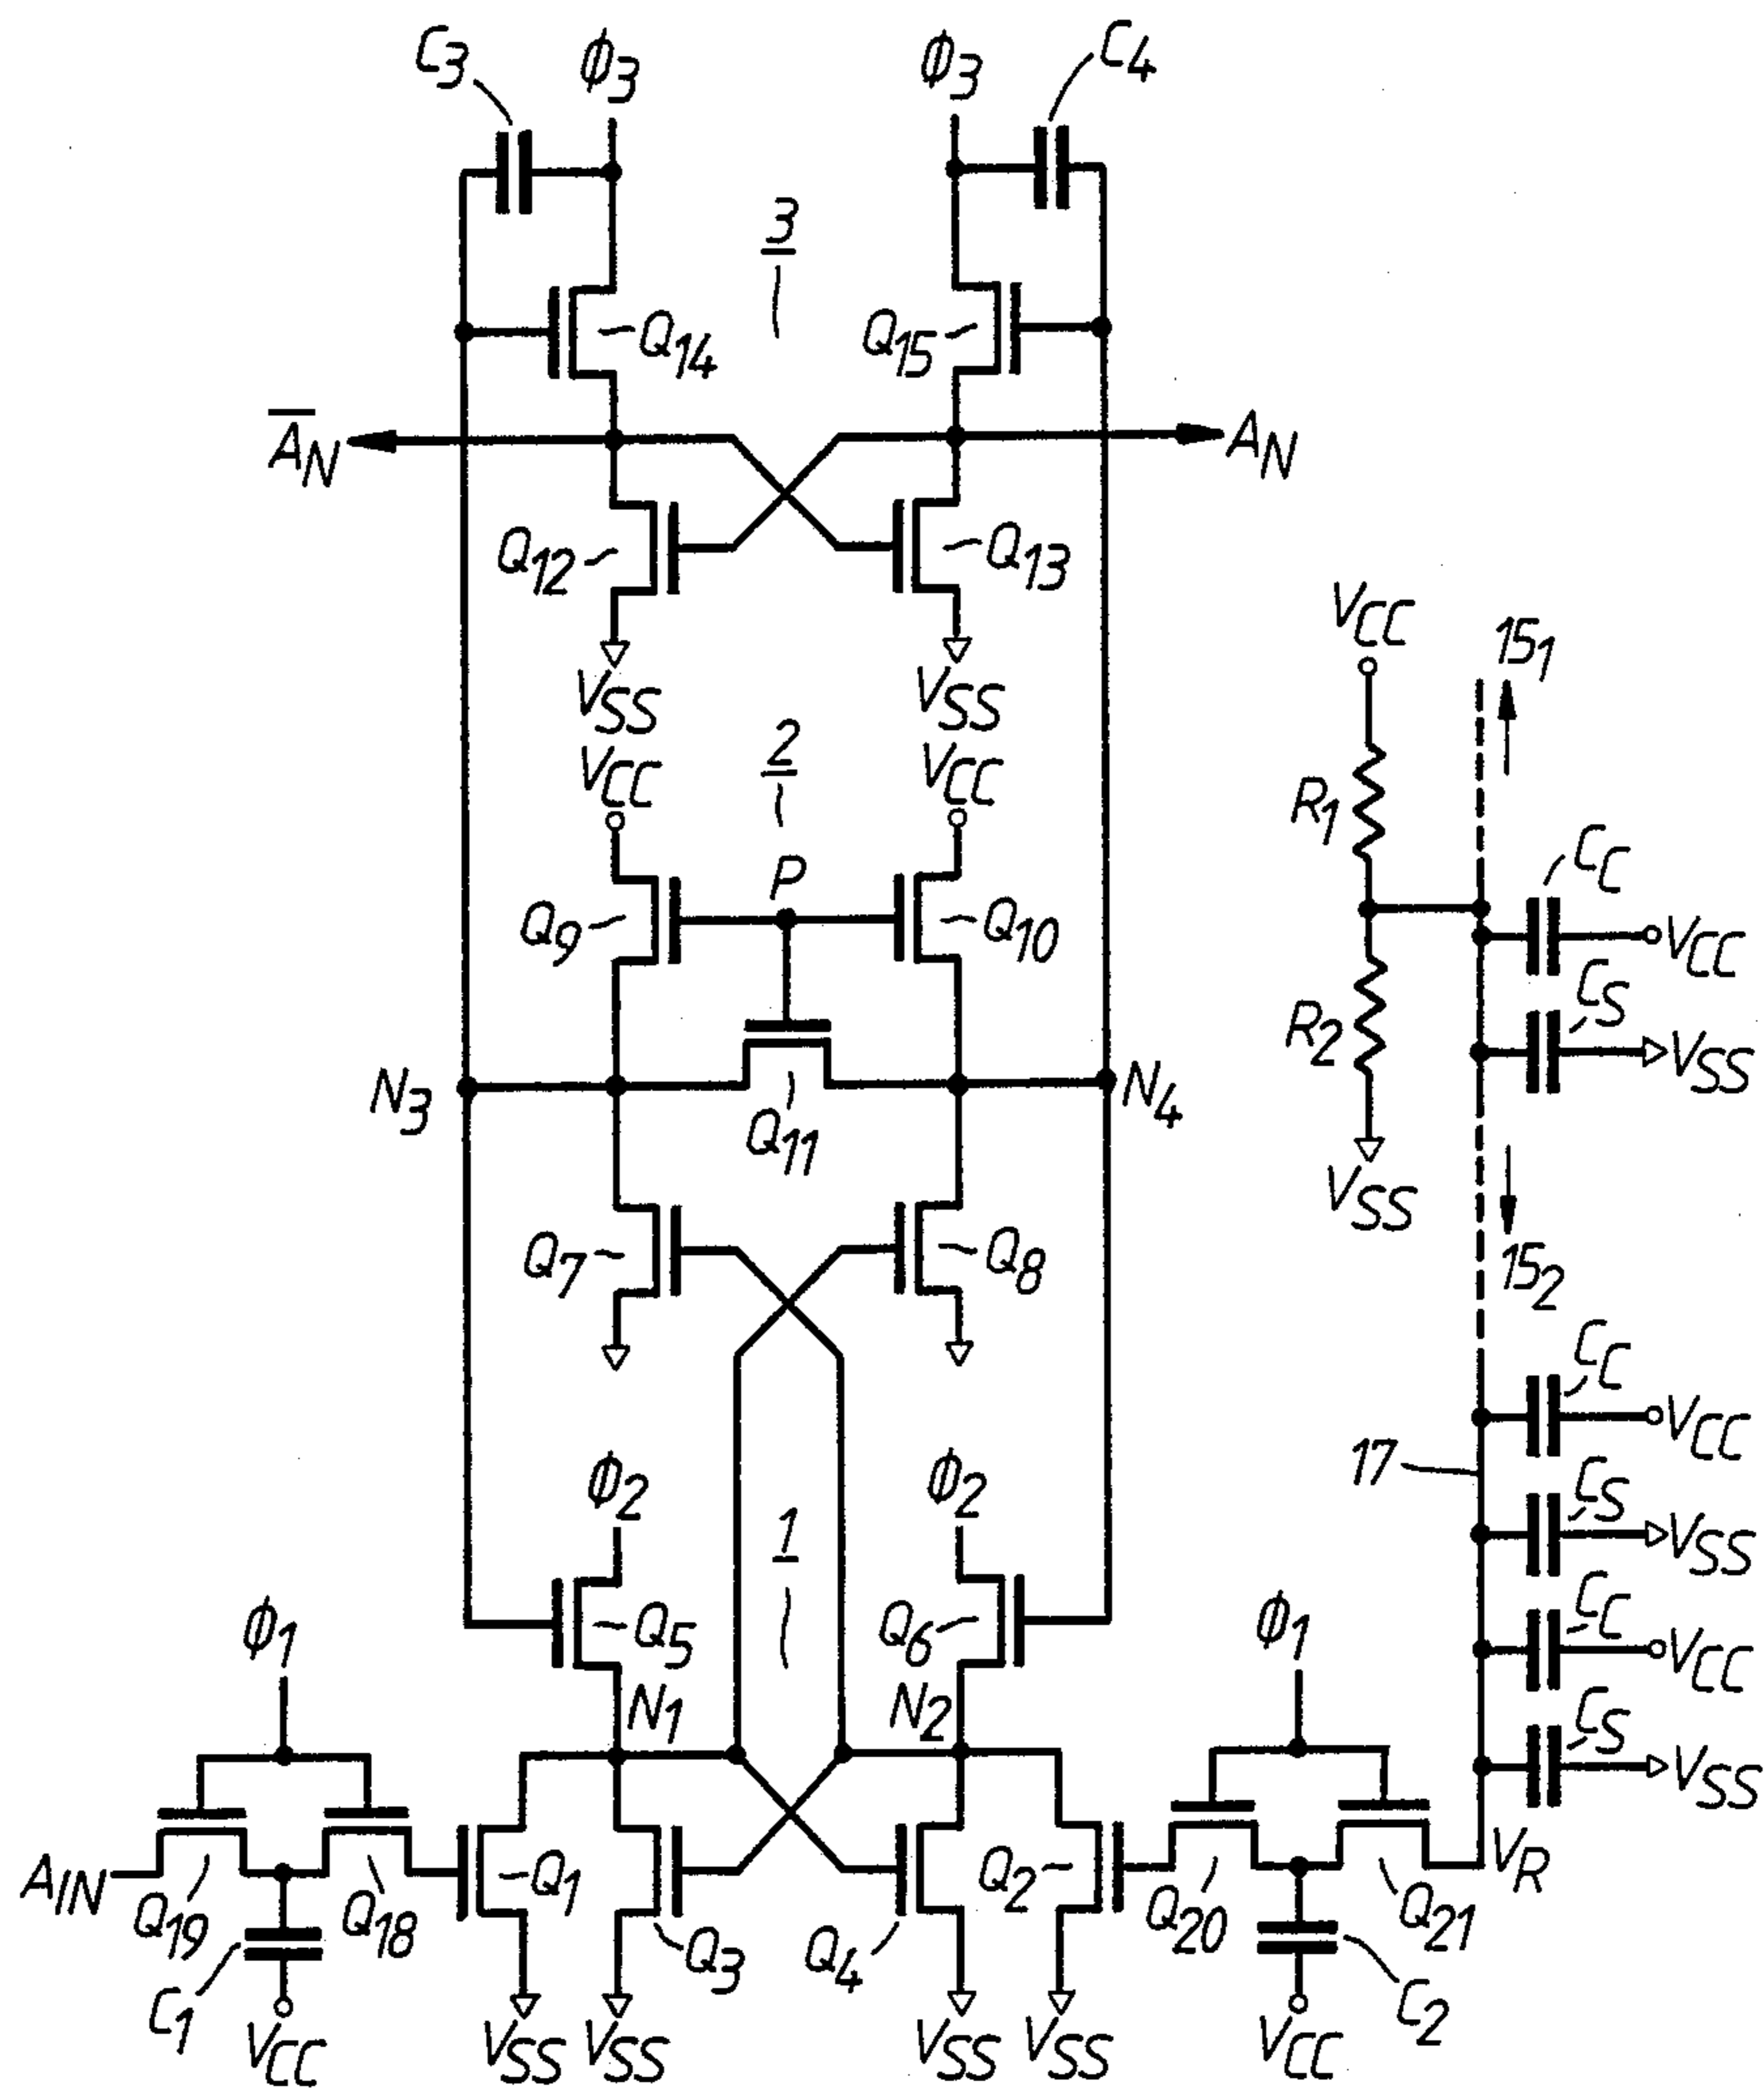 C3 ϕ3 ϕ3 C4
3
Q14 Q15
A̅N AN
Q12 Q13
VSS VSS
VCC 15₁
2
VCC VCC
R1
P
CC
Q9 Q10
VCC
CS
R2
VSS
N3 N4
Q11
VSS
Q7 Q8
15₂
CC
VCC
ϕ2 ϕ2
17
CS
1
VSS
CC
ϕ1 Q5 Q6 ϕ1
VCC
N1 N2
CS
VSS
AIN Q19 Q18 Q1 Q3 Q4 Q2 Q20 Q21 VR
C1 C2
VCC VSS VSS VSS VSS VCC